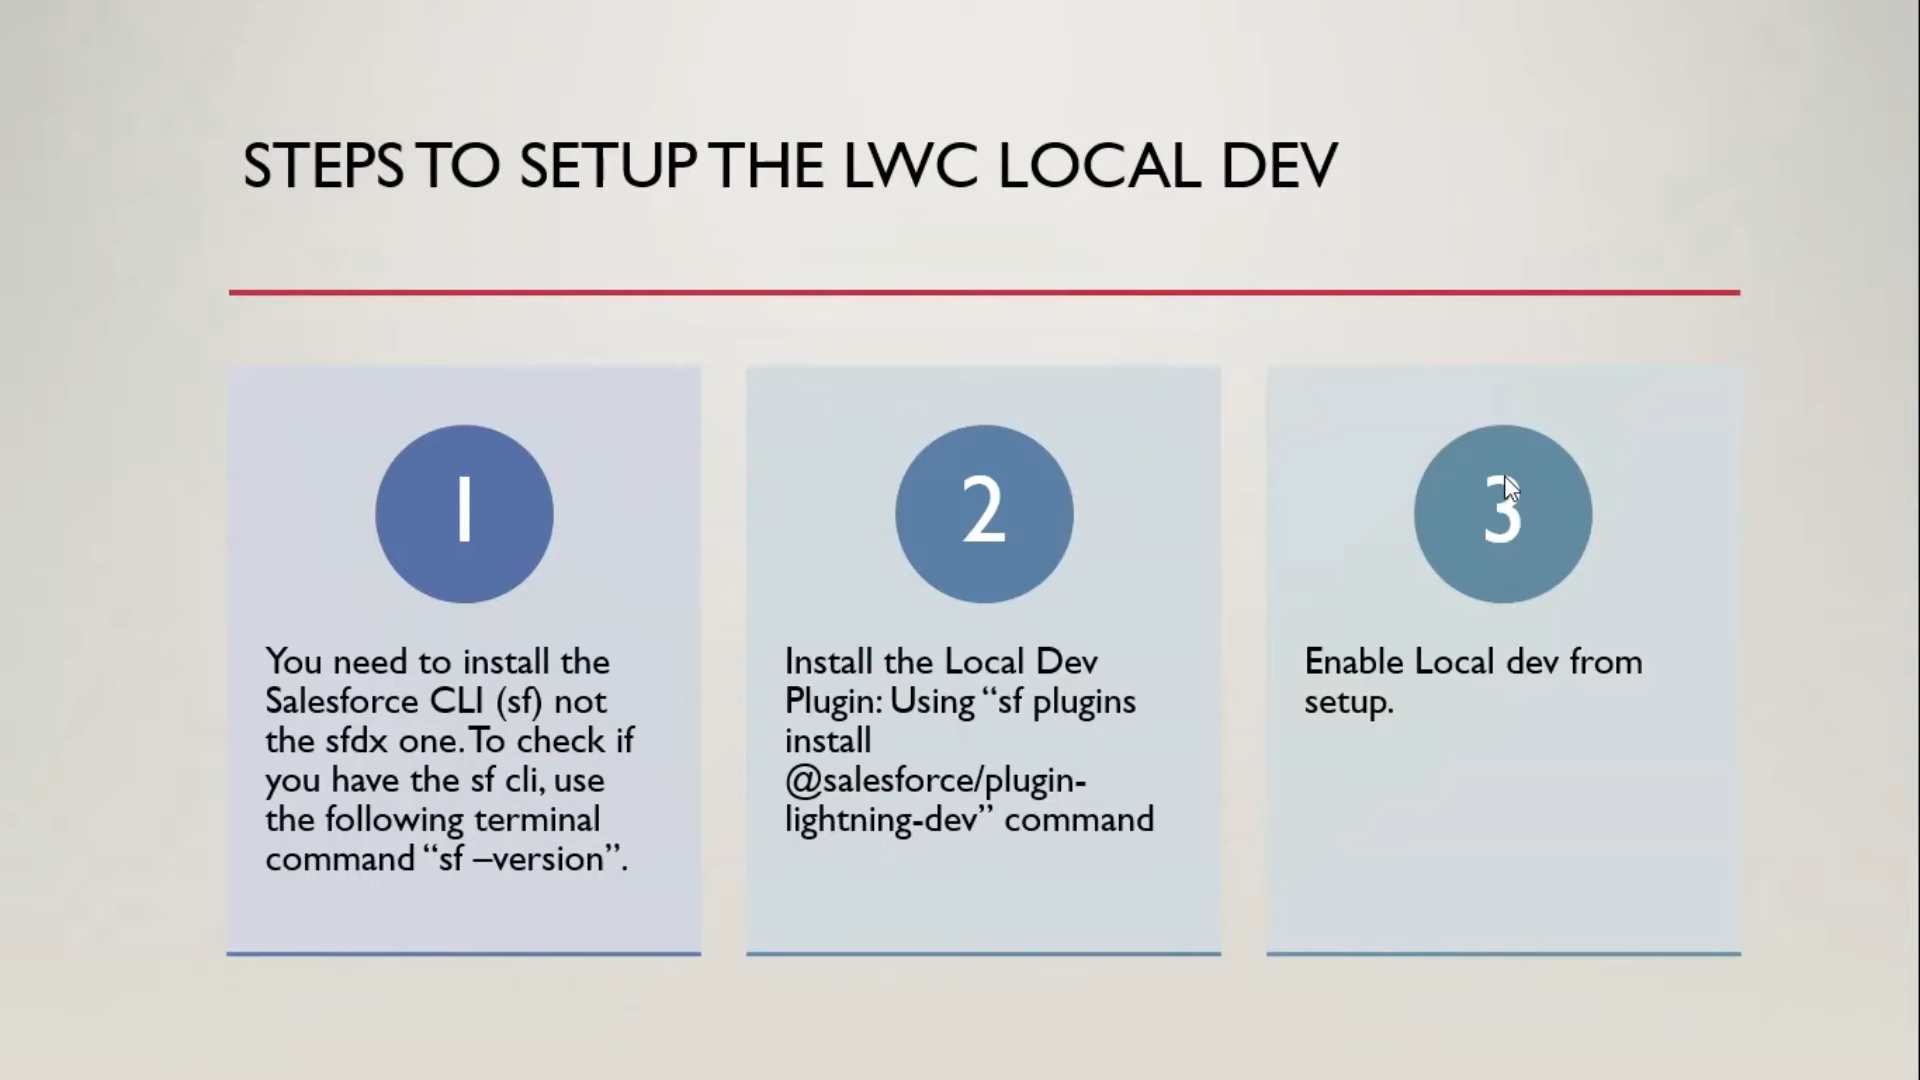 STEPS TO SETUP THE LWC LOCAL DEV
1
You need to install the
Salesforce CLI (sf) not
the sfdx one. To check if
you have the sf cli, use
the following terminal
command “sf –version”.
2
Install the Local Dev
Plugin: Using “sf plugins
install
@salesforce/plugin-
lightning-dev” command
3
Enable Local dev from
setup.